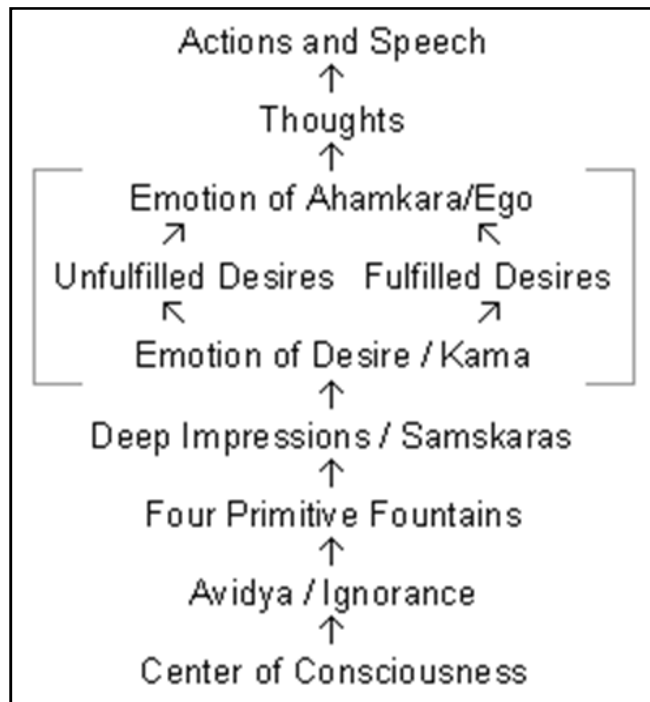 Actions and Speech
↑
Thoughts
↑
Emotion of Ahamkara/Ego
↗ ↖
Unfulfilled Desires Fulfilled Desires
↖ ↗
Emotion of Desire / Kama
↑
Deep Impressions / Samskaras
↑
Four Primitive Fountains
↑
Avidya / Ignorance
↑
Center of Consciousness